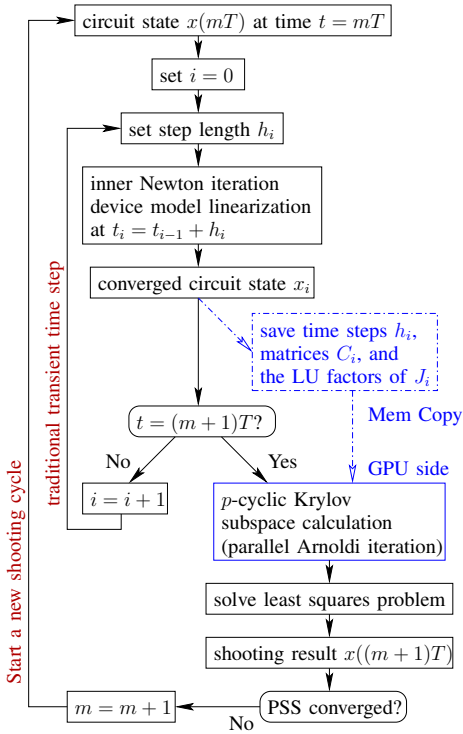 circuit state x(mT) at time t = mT
set i = 0
set step length h_i
inner Newton iteration
device model linearization
at t_i = t_{i−1} + h_i
converged circuit state x_i
save time steps h_i,
matrices C_i, and
the LU factors of J_i
Mem Copy
GPU side
t = (m + 1)T?
No
Yes
i = i + 1
p-cyclic Krylov
subspace calculation
(parallel Arnoldi iteration)
solve least squares problem
shooting result x((m + 1)T)
PSS converged?
No
m = m + 1
traditional transient time step
Start a new shooting cycle